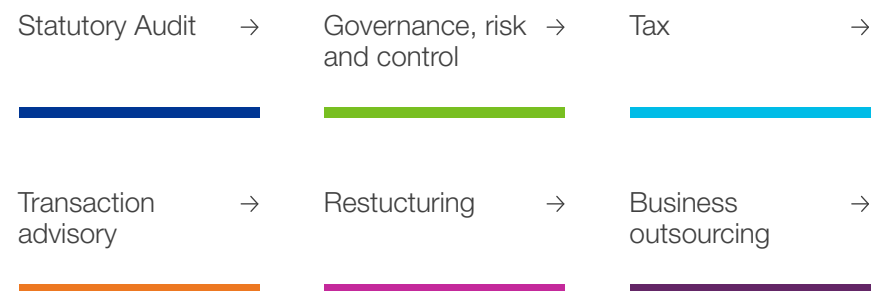 Statutory Audit →
Governance, risk →
and control
Tax →
Transaction →
advisory
Restucturing →
Business →
outsourcing